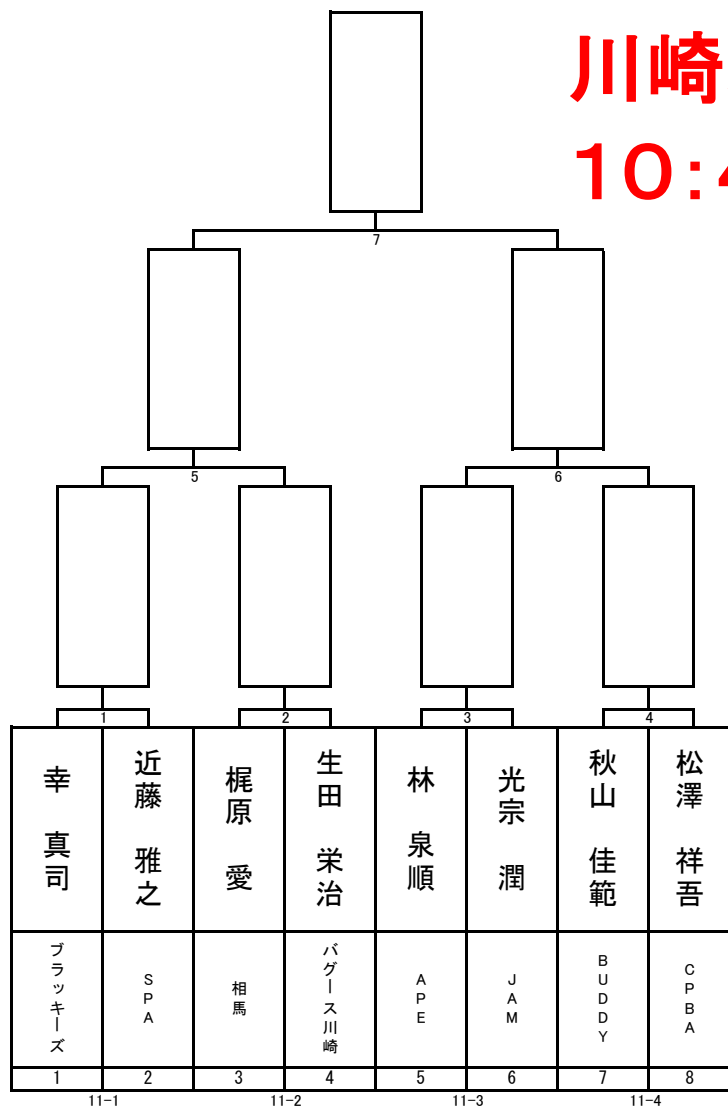 川崎
10:4
7
5
6
1
2
3
4
幸 真司
近藤 雅之
梶原 愛
生田 栄治
林 泉順
光宗 潤
秋山 佳範
松澤 祥吾
ブラッキーズ
SPA
相馬
バグース川崎
APE
JAM
BUDDY
CPBA
1 2 3 4 5 6 7 8
11-1 11-2 11-3 11-4